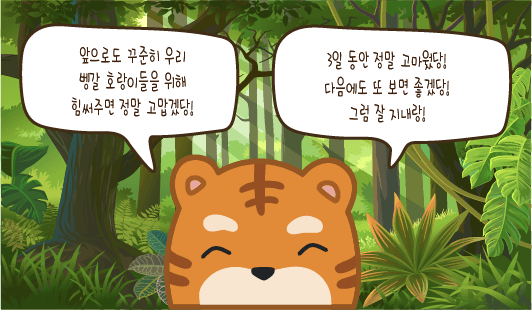 앞으로도 꾸준히 우리
벵갈 호랑이들을 위해
힘써주면 정말 고맙겠당!
3일 동안 정말 고마웠당!
다음에도 또 보면 좋겠당!
그럼 잘 지내랑!